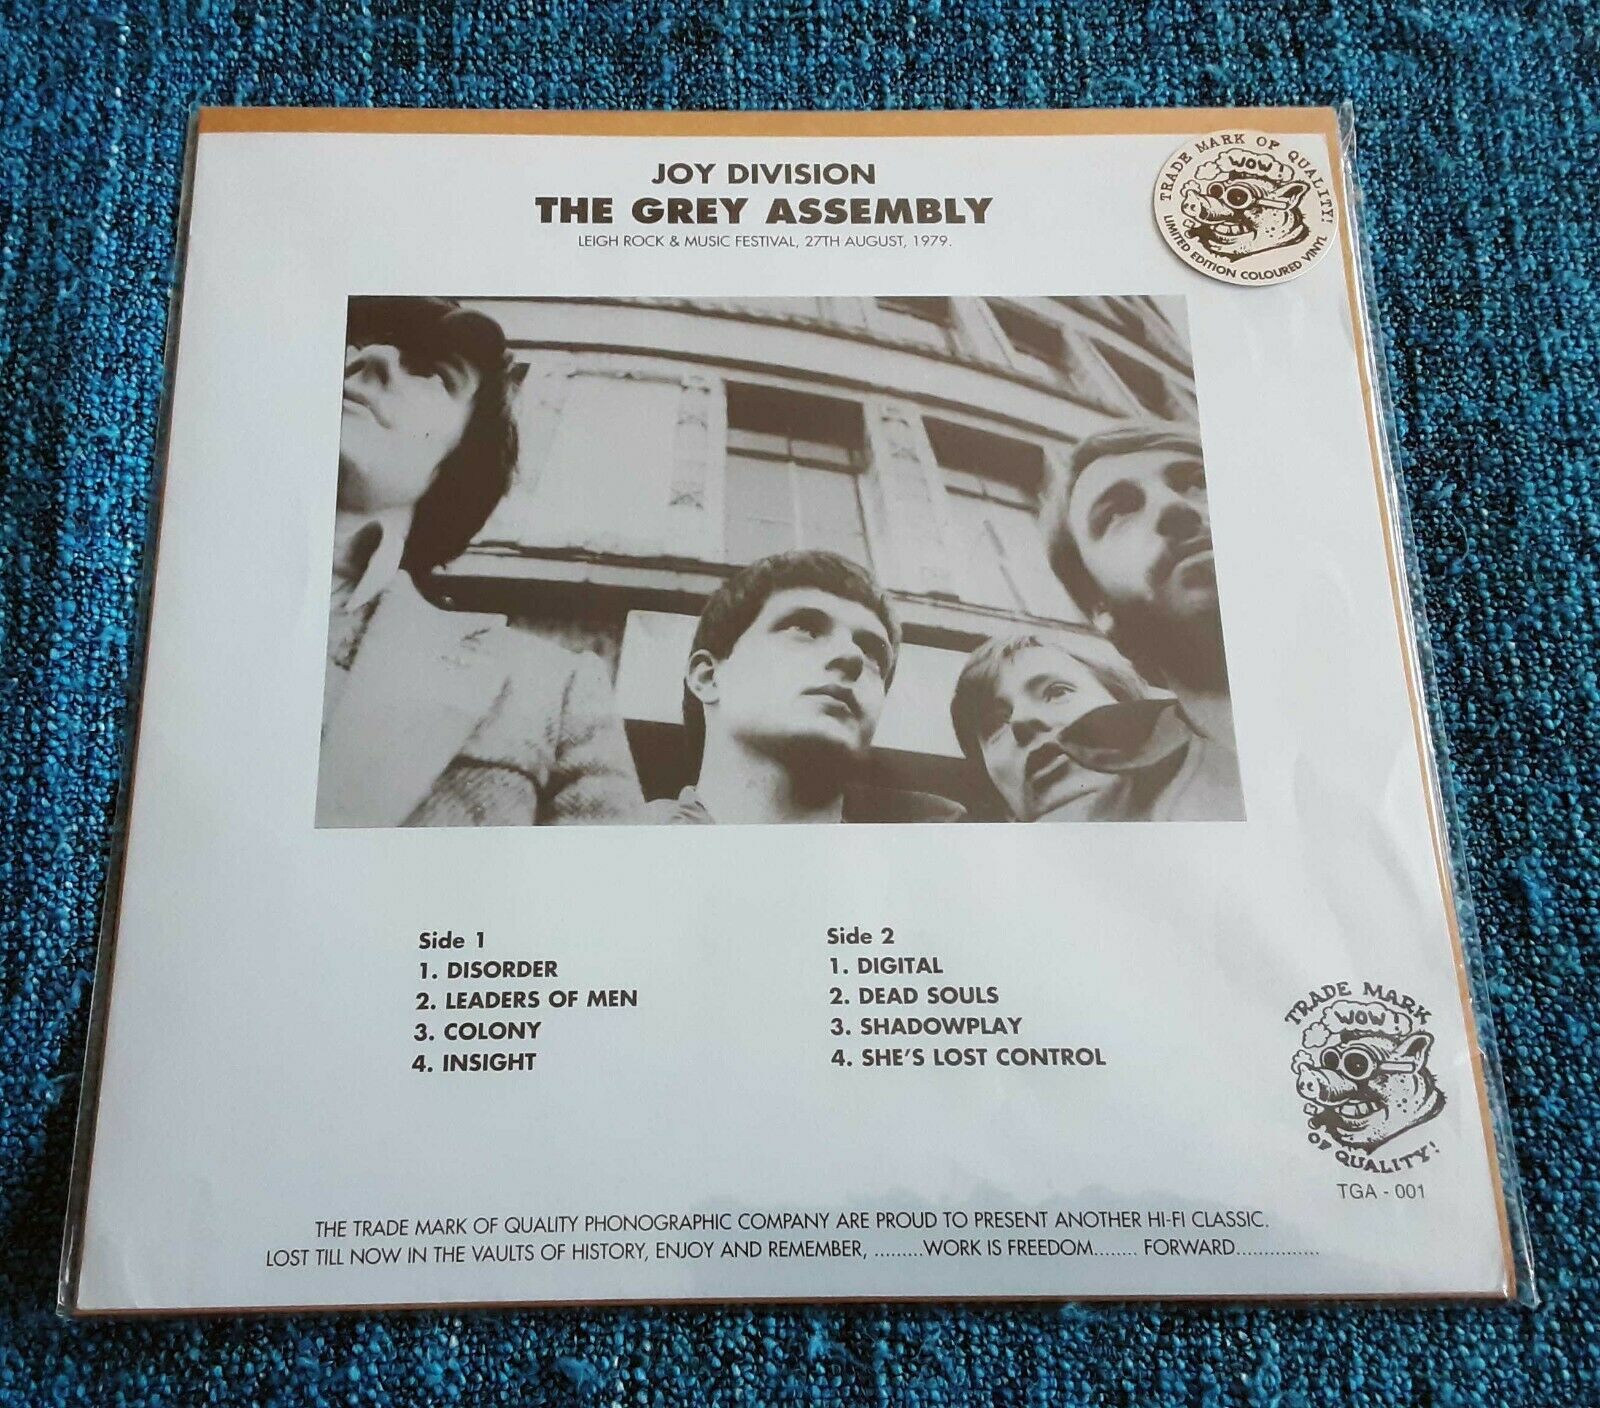 JOY DIVISION
THE GREY ASSEMBLY
LEIGH ROCK & MUSIC FESTIVAL, 27TH AUGUST, 1979.
TRADE MARK OF QUALITY!
WOW!
LIMITED EDITION COLOURED VINYL
Side 1
1. DISORDER
2. LEADERS OF MEN
3. COLONY
4. INSIGHT
Side 2
1. DIGITAL
2. DEAD SOULS
3. SHADOWPLAY
4. SHE'S LOST CONTROL
TRADE MARK
WOW!
OF QUALITY!
TGA - 001
THE TRADE MARK OF QUALITY PHONOGRAPHIC COMPANY ARE PROUD TO PRESENT ANOTHER HI-FI CLASSIC.
LOST TILL NOW IN THE VAULTS OF HISTORY, ENJOY AND REMEMBER, .........WORK IS FREEDOM........ FORWARD...............